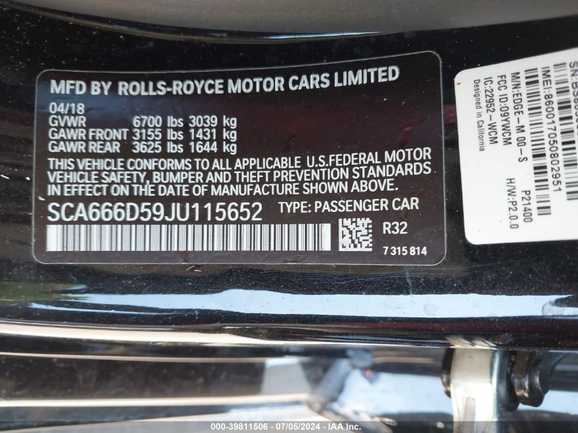 MFD BY ROLLS-ROYCE MOTOR CARS LIMITED
04/18
GVWR 6700 lbs 3039 kg
GAWR FRONT 3155 lbs 1431 kg
GAWR REAR 3625 lbs 1644 kg
THIS VEHICLE CONFORMS TO ALL APPLICABLE U.S.FEDERAL MOTOR
VEHICLE SAFETY, BUMPER, AND THEFT PREVENTION STANDARDS
IN EFFECT ON THE DATE OF MANUFACTURE SHOWN ABOVE.
SCA666D59JU115652 TYPE: PASSENGER CAR
R32
7 315 814
IMEI:860017050802951
M/N:EDGE-M 00-S P21400
FCC ID:09YWCM H/W:P2.0.0
IC:22952-WCM
Designed in California
000-39811506 - 07/05/2024 - IAA Inc.